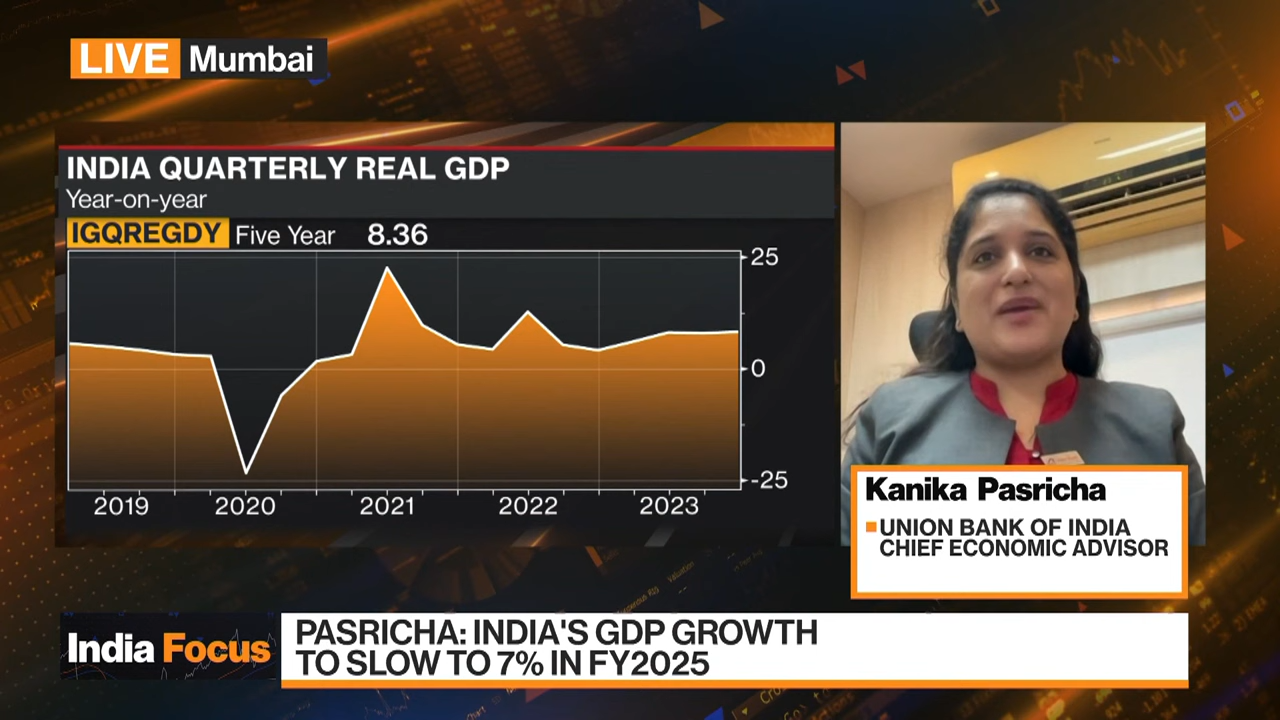 LIVE Mumbai
INDIA QUARTERLY REAL GDP
Year-on-year
IGQREGDY Five Year 8.36
25
0
-25
2019 2020 2021 2022 2023
Kanika Pasricha
UNION BANK OF INDIA
CHIEF ECONOMIC ADVISOR
India Focus
PASRICHA: INDIA'S GDP GROWTH
TO SLOW TO 7% IN FY2025